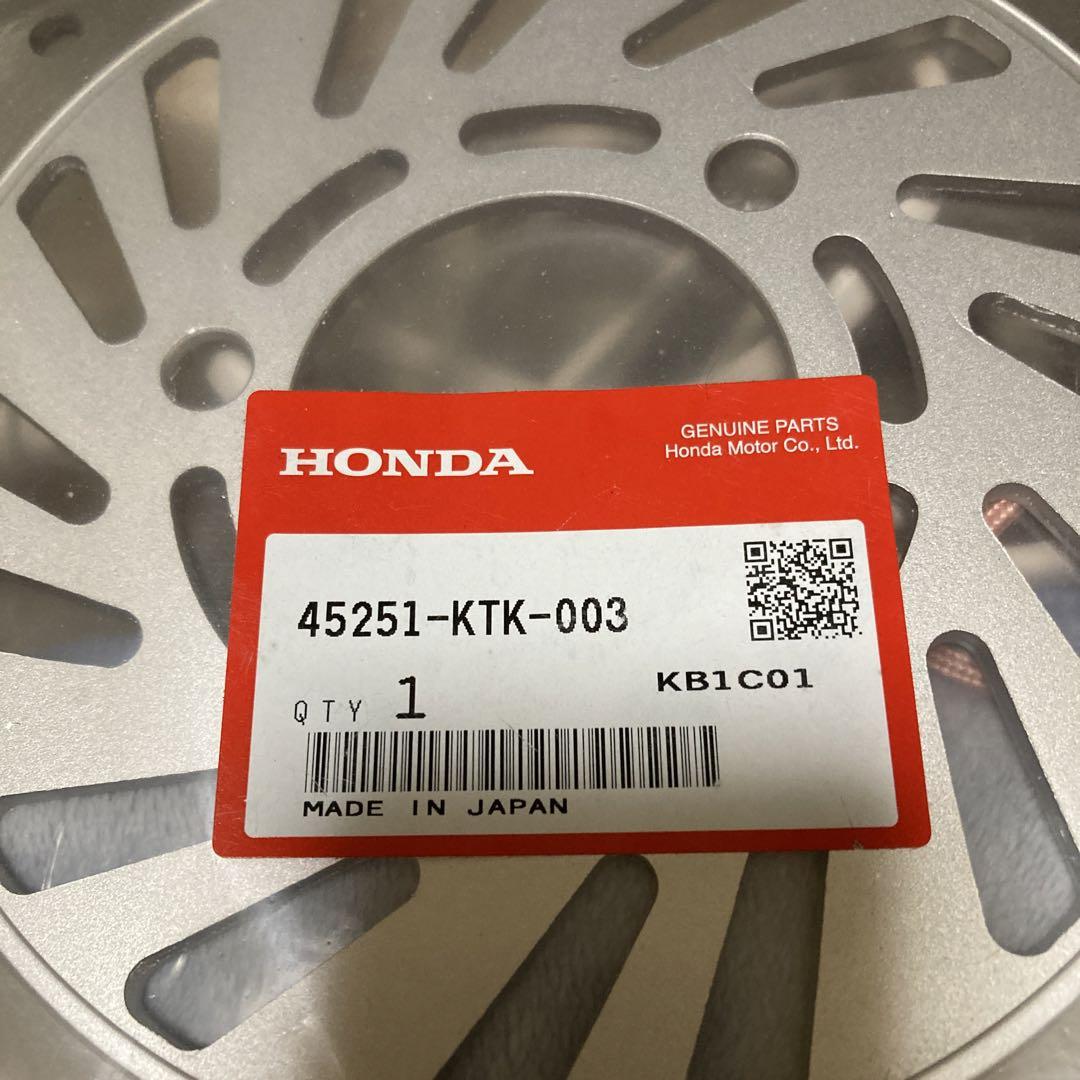 HONDA
GENUINE PARTS
Honda Motor Co., Ltd.
45251-KTK-003
KB1C01
QTY 1
MADE IN JAPAN